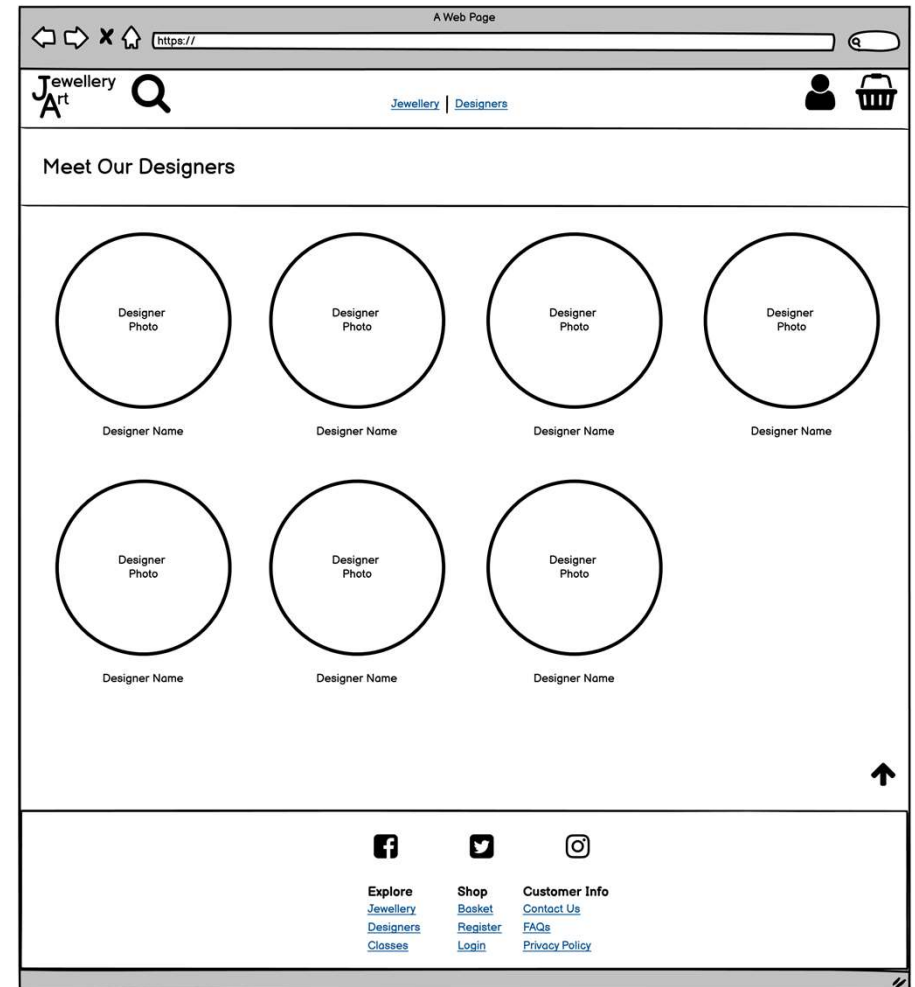 A Web Page
https://
Jewellery
Art
Jewellery | Designers
Meet Our Designers
Designer
Photo
Designer
Photo
Designer
Photo
Designer
Photo
Designer Name
Designer Name
Designer Name
Designer Name
Designer
Photo
Designer
Photo
Designer
Photo
Designer Name
Designer Name
Designer Name
Explore
Jewellery
Designers
Classes
Shop
Basket
Register
Login
Customer Info
Contact Us
FAQs
Privacy Policy